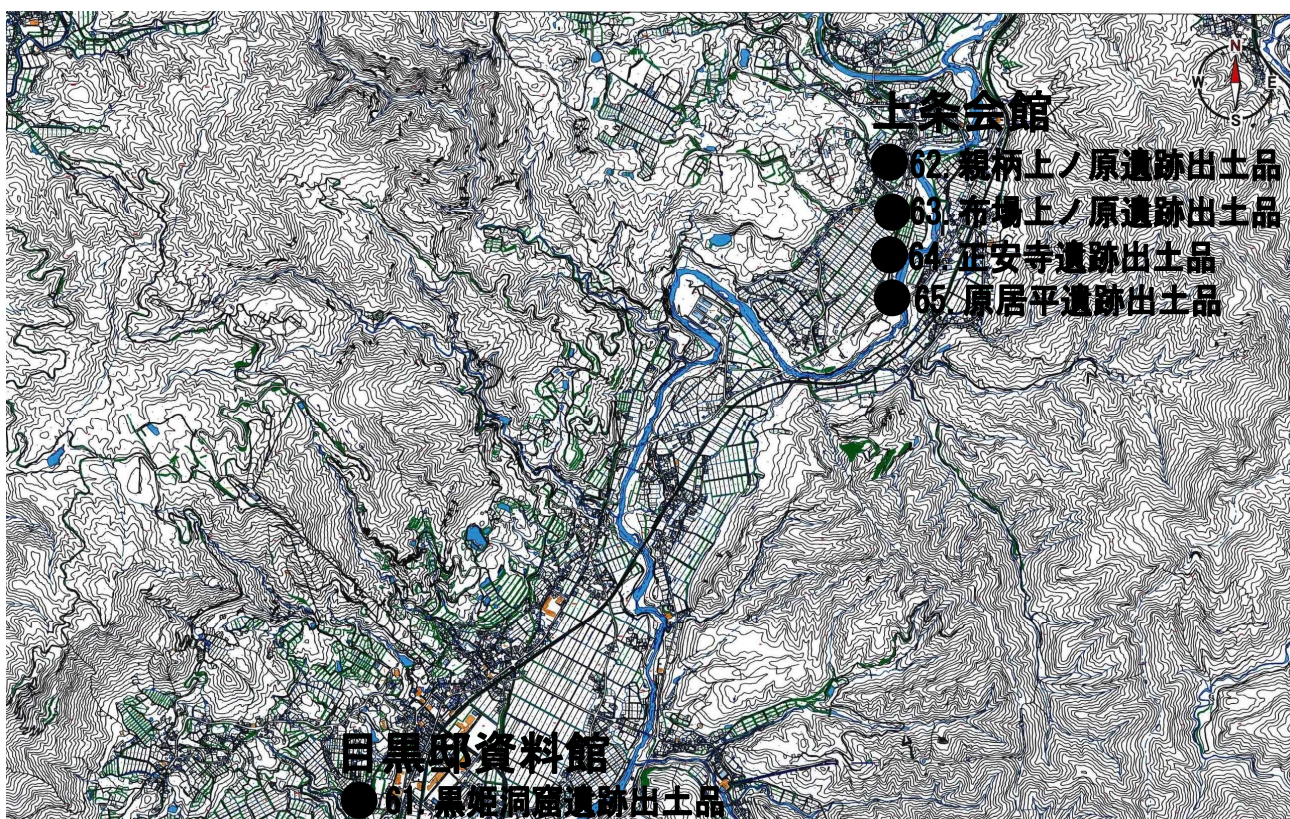 N
W E
S
上条会館
62. 親柄上ノ原遺跡出土品
63. 布場上ノ原遺跡出土品
64. 正安寺遺跡出土品
65. 原居平遺跡出土品
目黒邸資料館
61. 黒姫洞窟遺跡出土品